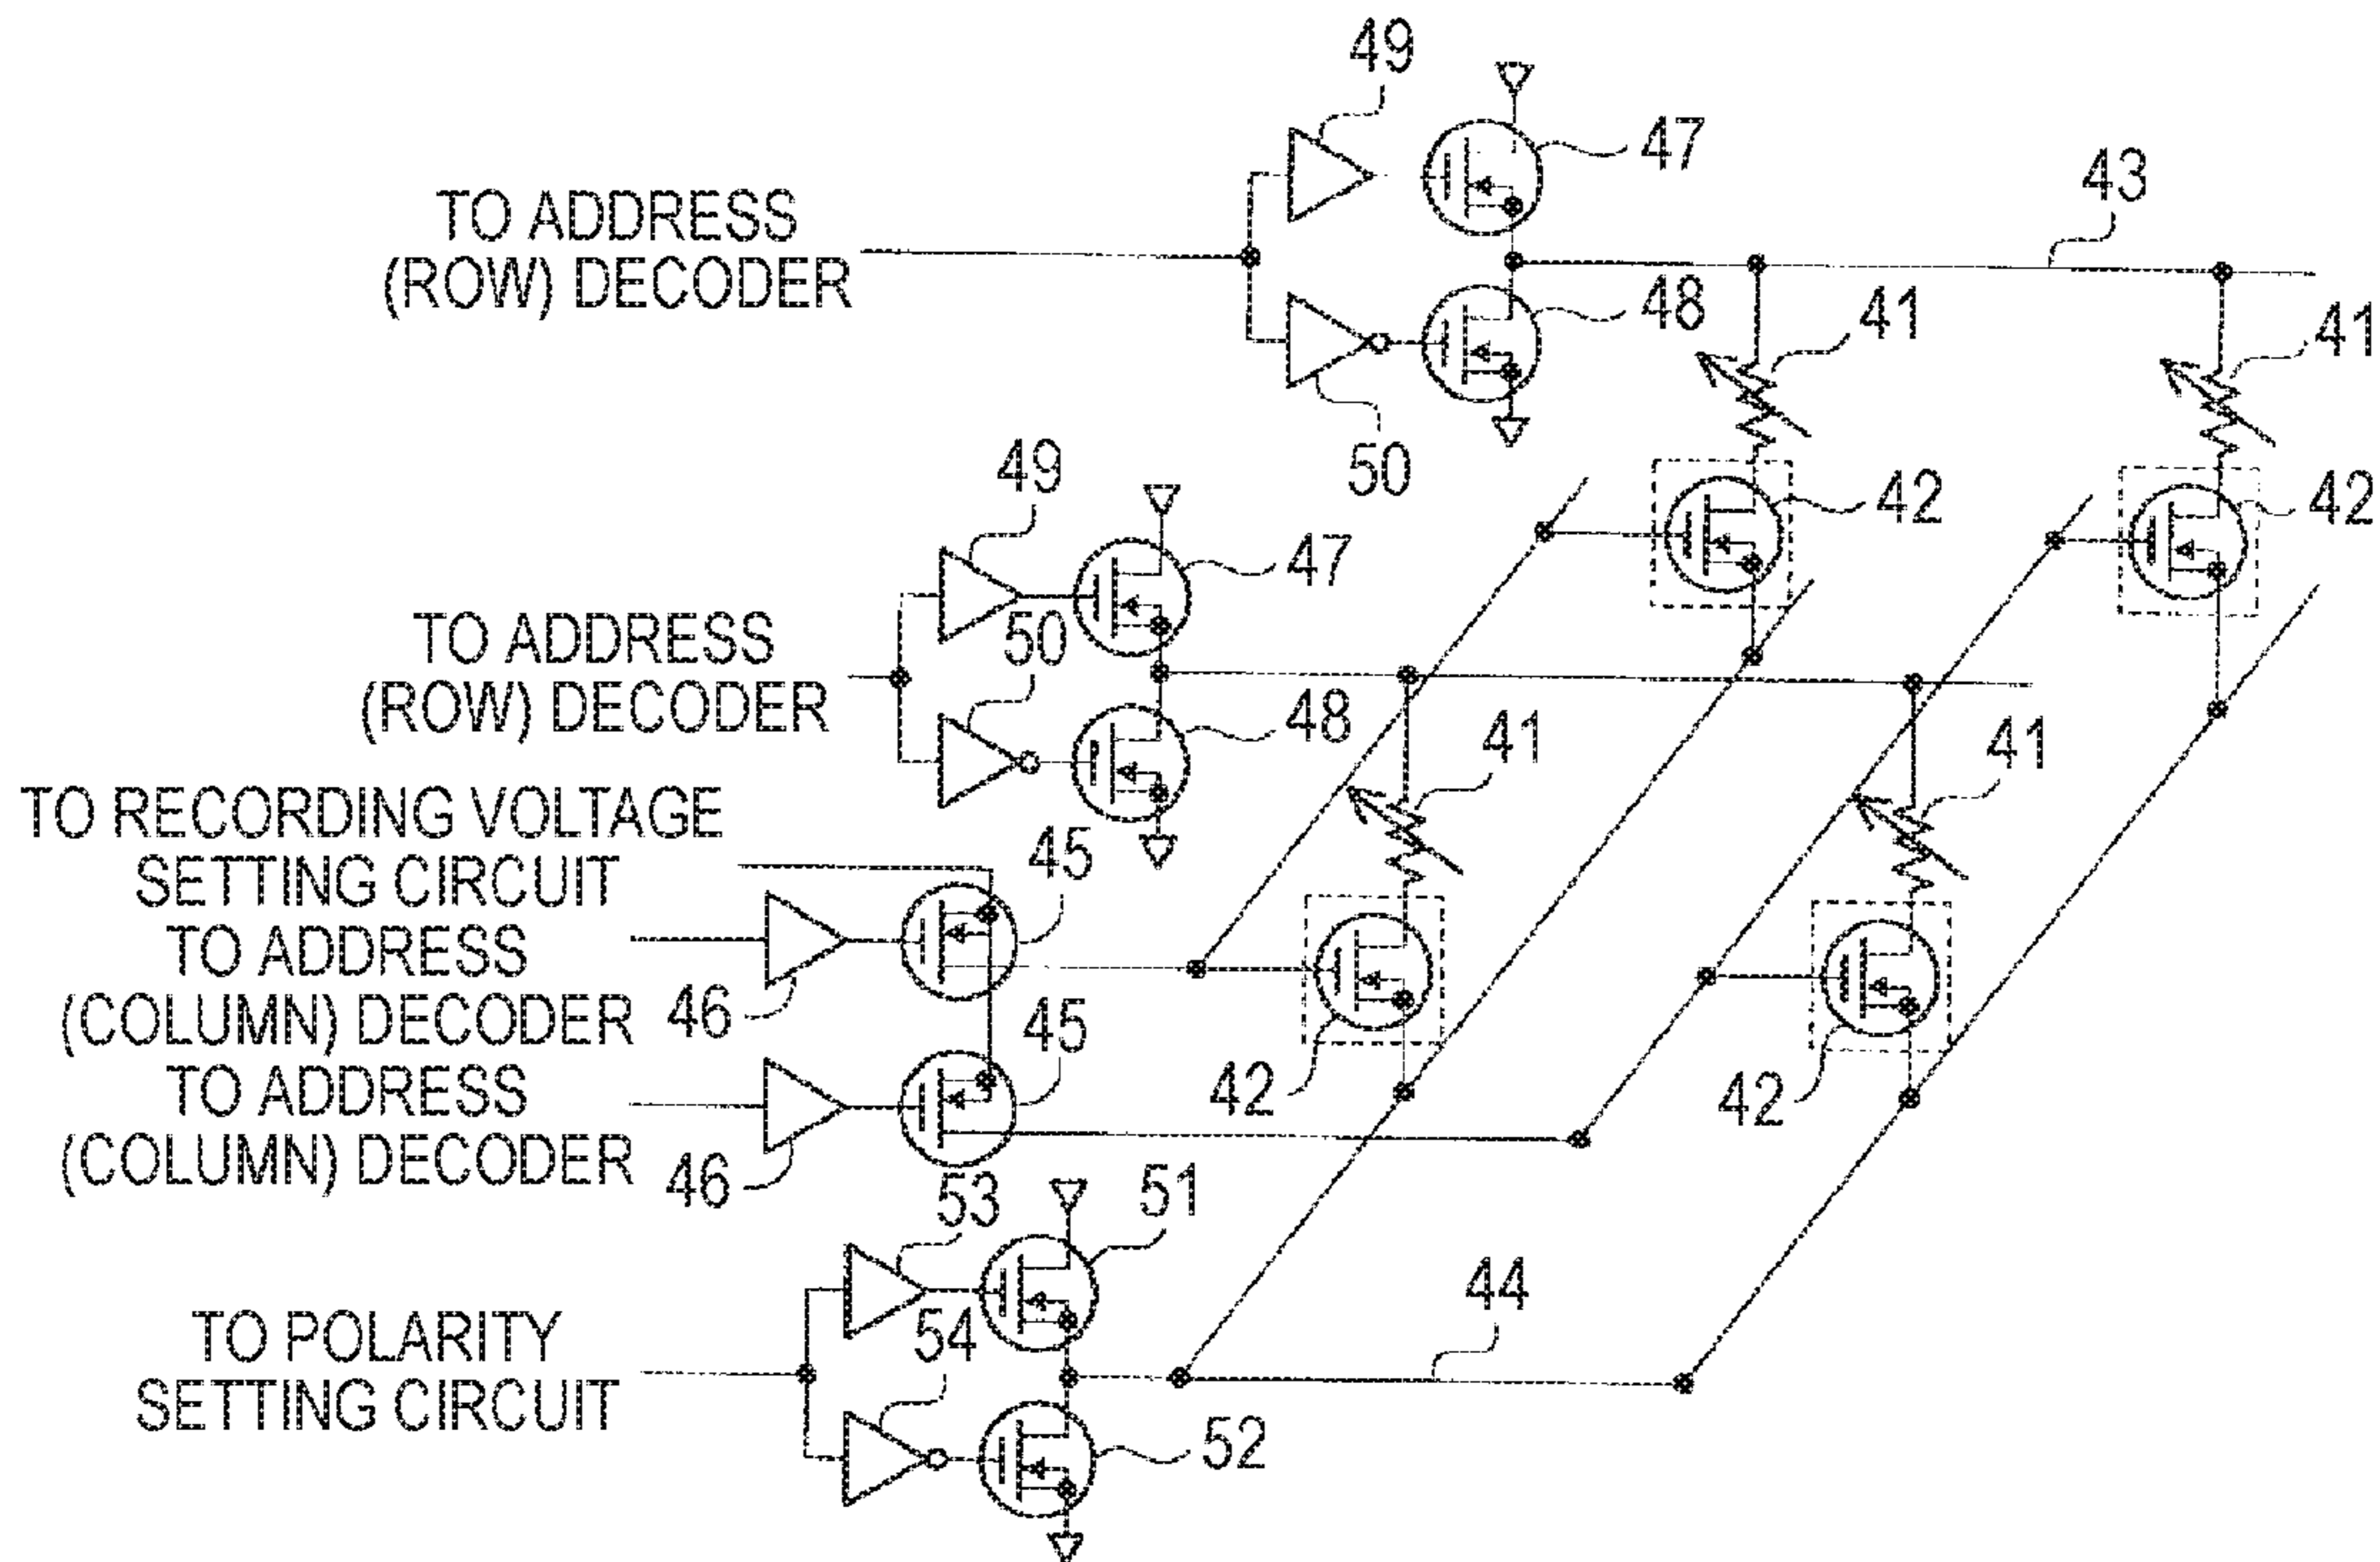 49
47
43
TO ADDRESS
(ROW) DECODER
48
41
41
50
42
42
49
47
50
TO ADDRESS
(ROW) DECODER
48
41
41
TO RECORDING VOLTAGE
SETTING CIRCUIT
45
TO ADDRESS
(COLUMN) DECODER
46
45
42
42
TO ADDRESS
(COLUMN) DECODER
46
53
51
44
TO POLARITY
SETTING CIRCUIT
54
52